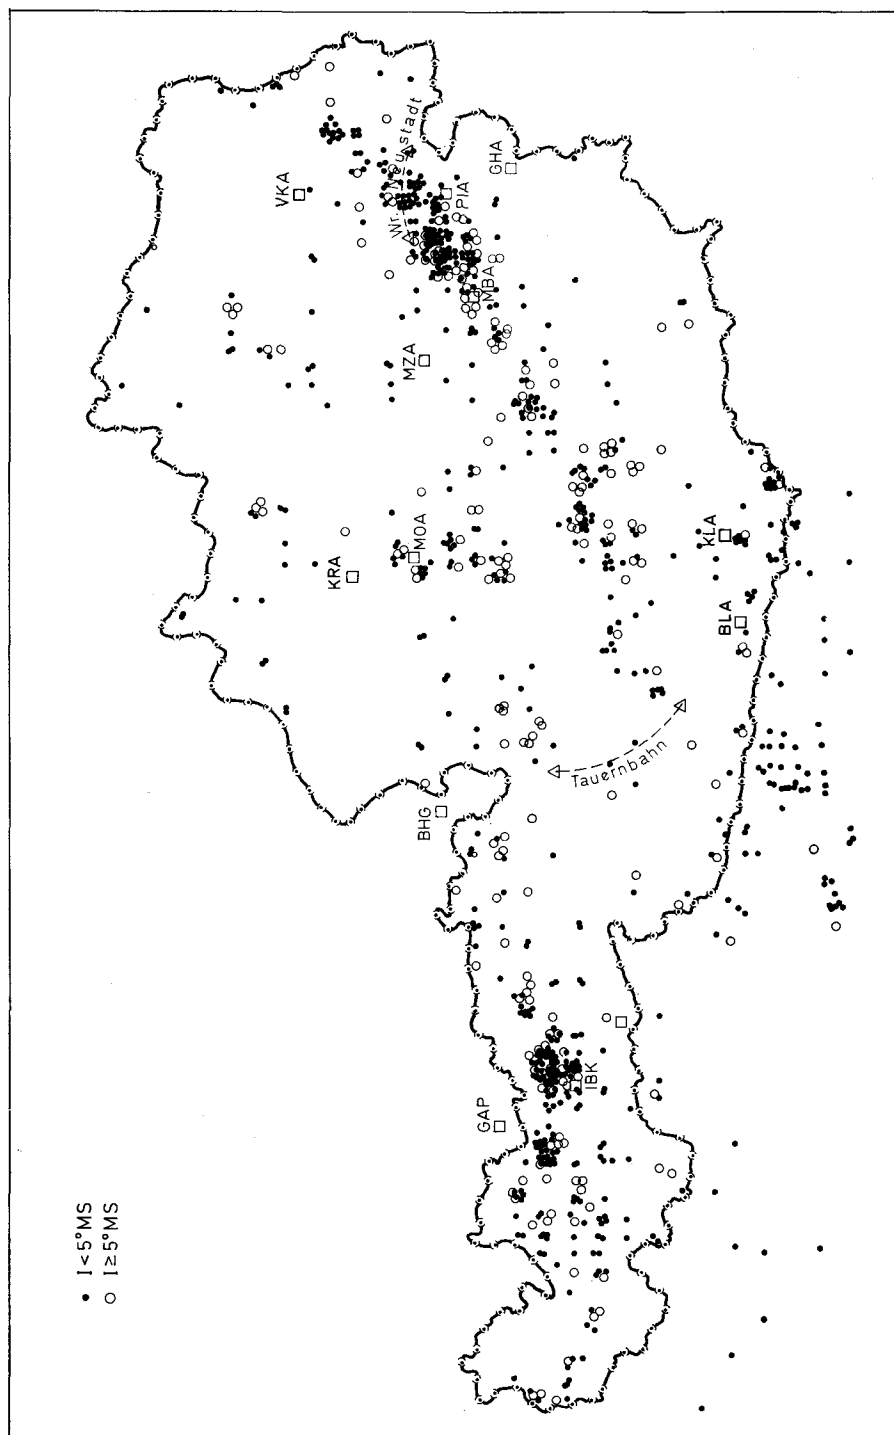 • I<5°MS
○ I≥5°MS
VKA
Wr. Neustadt
GHA
PIA
MBA
MZA
MOA
KRA
KLA
BLA
Tauernbahn
BHG
IBK
GAP